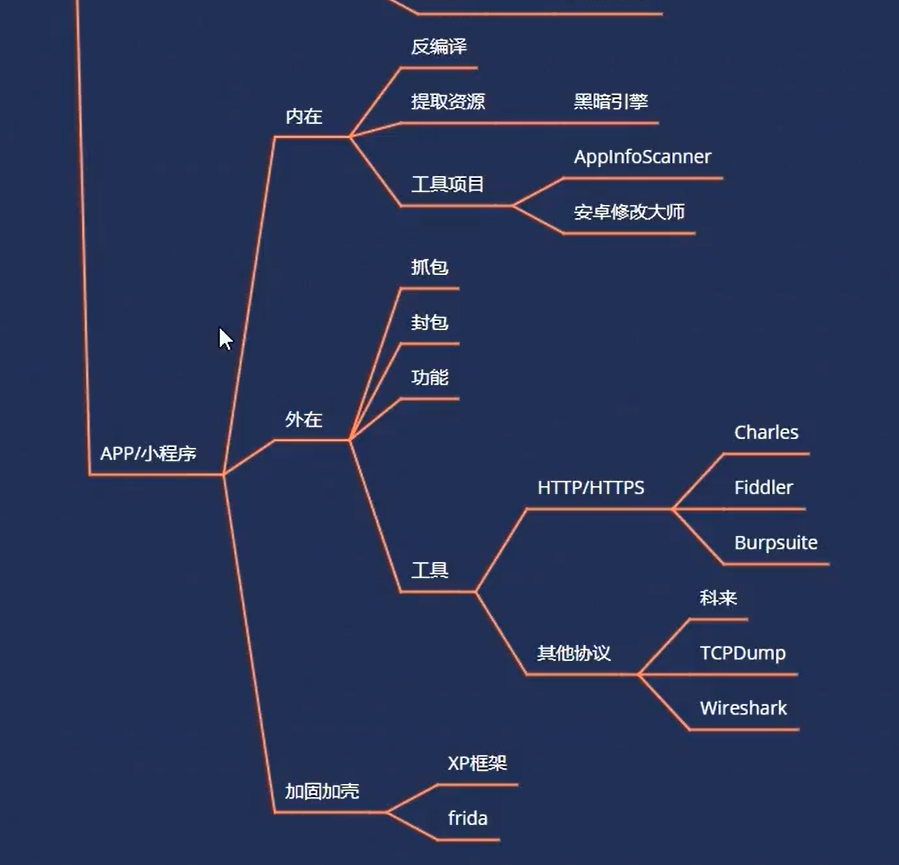 反编译
提取资源
黑暗引擎
内在
AppInfoScanner
工具项目
安卓修改大师
抓包
封包
功能
外在
Charles
APP/小程序
HTTP/HTTPS
Fiddler
Burpsuite
工具
科来
其他协议
TCPDump
Wireshark
XP框架
加固加壳
frida